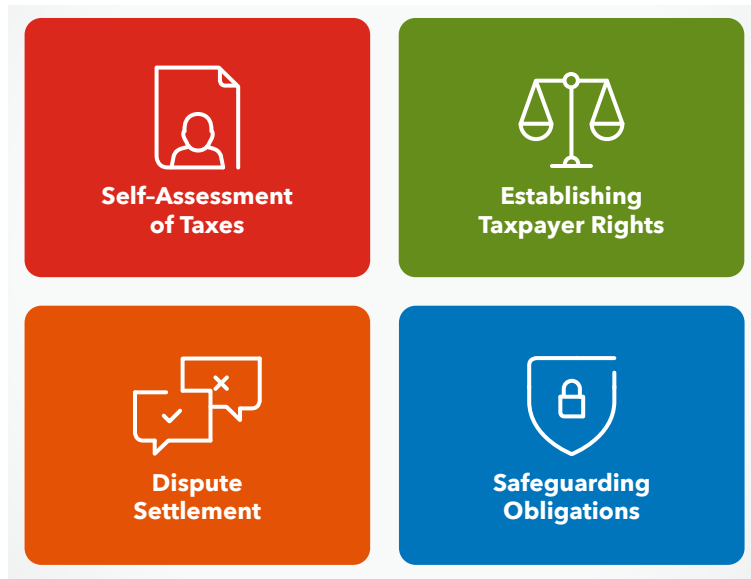 Self-Assessment
of Taxes
Establishing
Taxpayer Rights
Dispute
Settlement
Safeguarding
Obligations